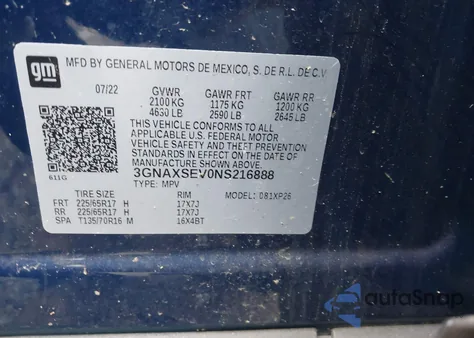 gm
MFD BY GENERAL MOTORS DE MEXICO, S. DE R.L. DE C.V
07/22 GVWR GAWR FRT GAWR RR
2100 KG 1175 KG 1200 KG
4630 LB 2590 LB 2645 LB
THIS VEHICLE CONFORMS TO ALL
APPLICABLE U.S. FEDERAL MOTOR
VEHICLE SAFETY, BUMPER, AND
THEFT PREVENTION STANDARDS IN
EFFECT ON THE DATE OF
MANUFACTURE SHOWN ABOVE.
3GNAXSEV0NS216888
611G TYPE: MPV MODEL: 081XP26
TIRE SIZE RIM
FRT 225/65R17 H 17X7J
RR 225/65R17 H 17X7J
SPA T135/70R16 M 16X4BT
autoSnap